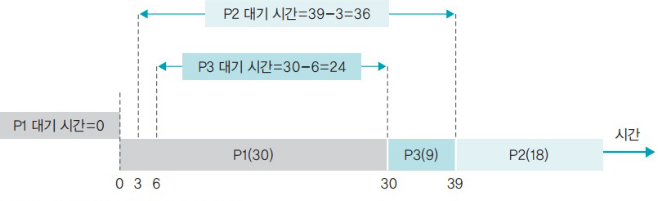 P2 대기 시간=39-3=36
P3 대기 시간=30-6=24
P1 대기 시간=0
시간
P1(30) P3(9) P2(18)
0 3 6 30 39